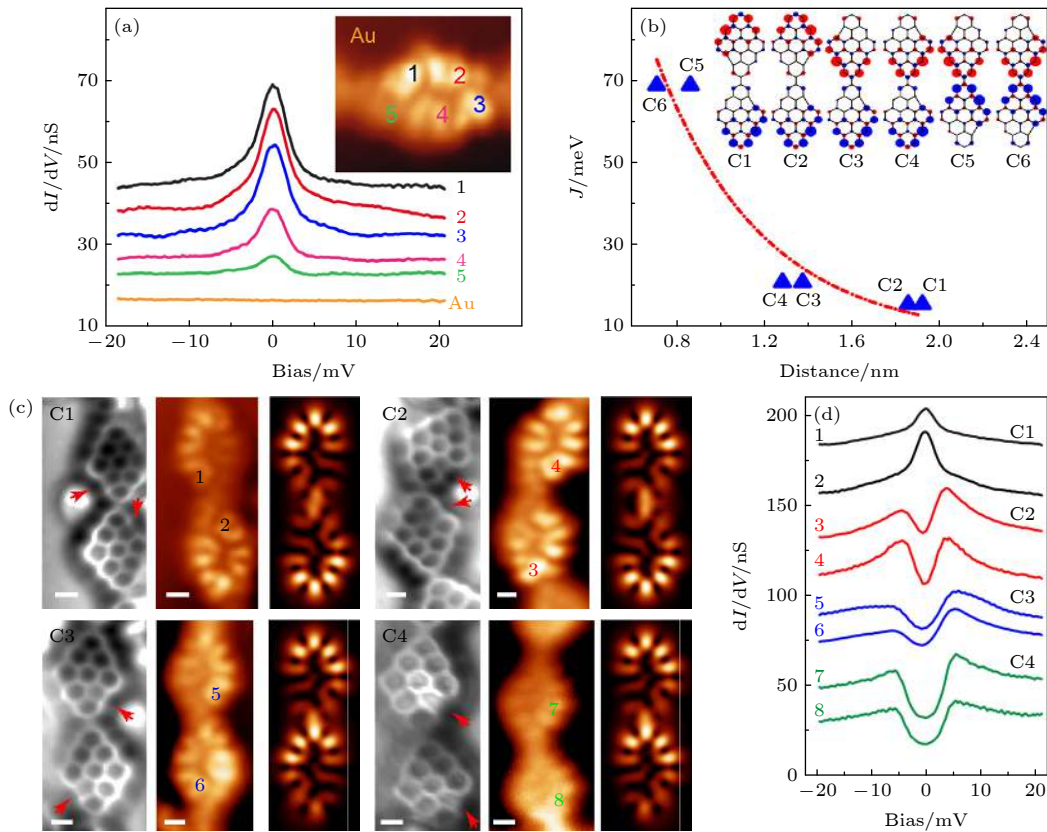 (a)
Au
1
2
3
4
5
70
50
30
10
dI/dV/nS
1
2
3
4
5
Au
−20
−10
0
10
20
Bias/mV
(b)
70
50
30
10
J/meV
C5
C6
C4
C3
C2
C1
C1
C2
C3
C4
C5
C6
0.8
1.2
1.6
2.0
2.4
Distance/nm
(c)
C1
1
2
C2
4
3
C3
5
6
C4
7
8
(d)
200
150
100
50
0
dI/dV/nS
1
C1
2
3
C2
4
5
C3
6
7
C4
8
−20
−10
0
10
20
Bias/mV